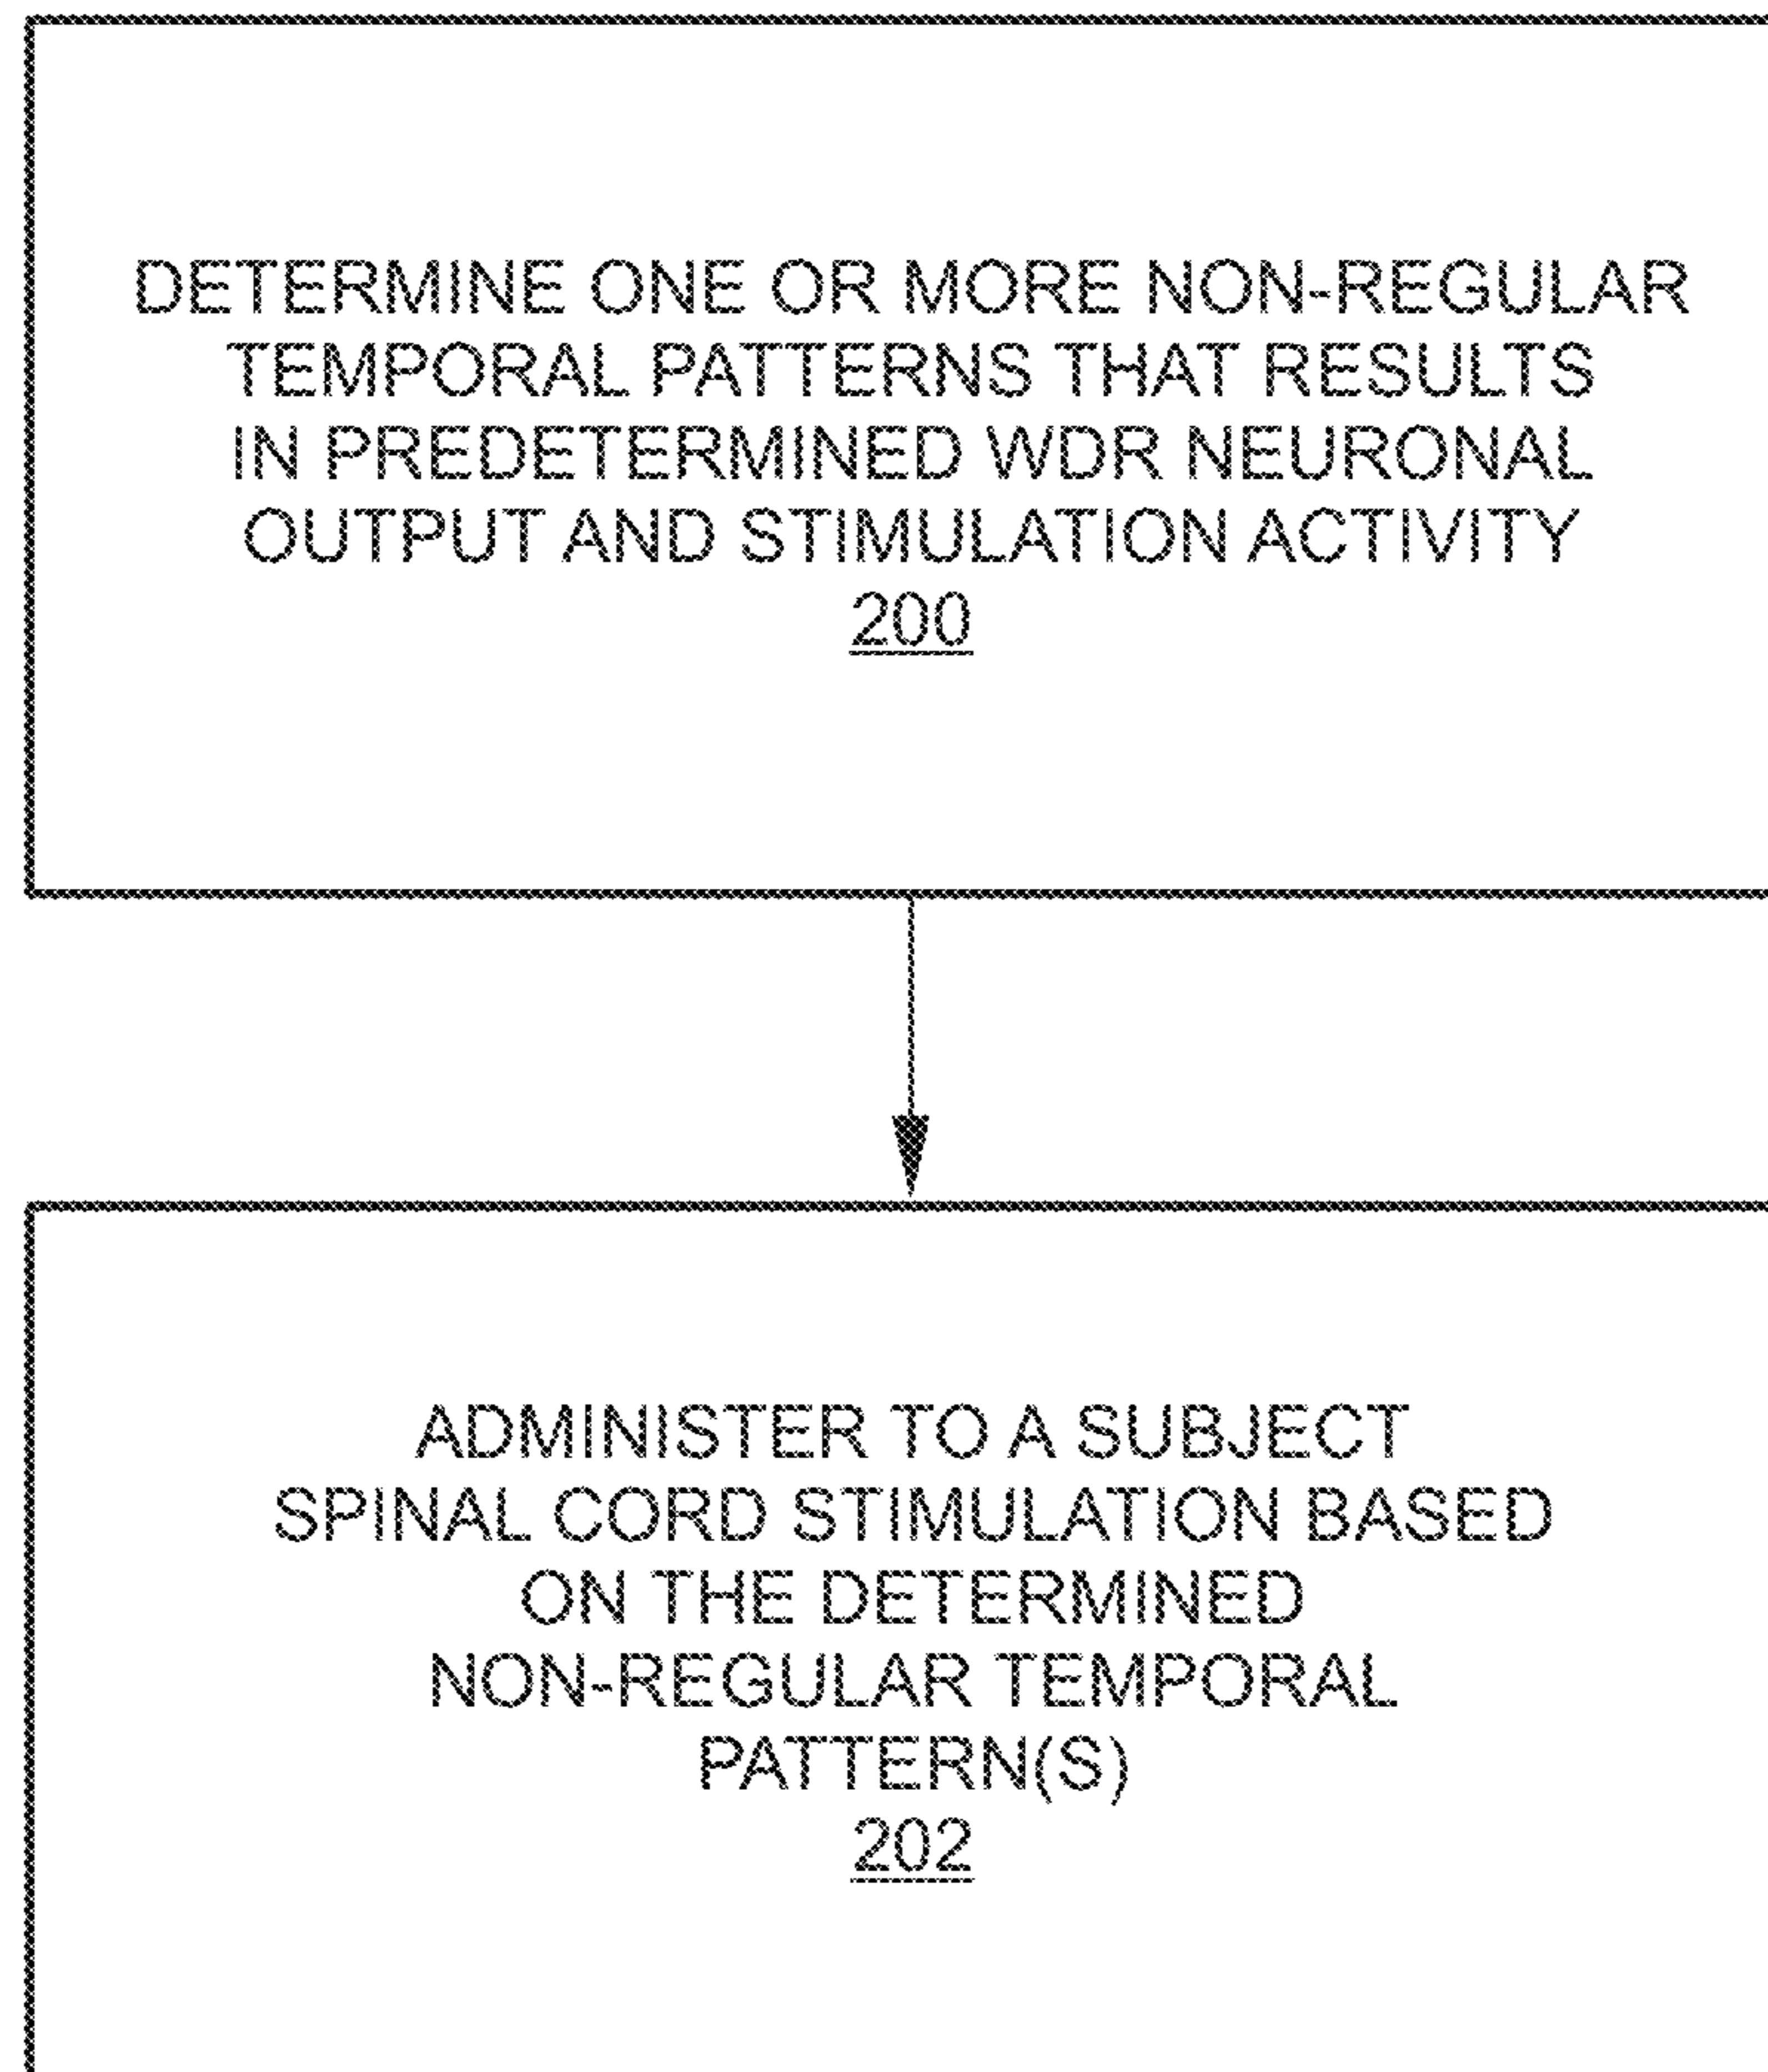 DETERMINE ONE OR MORE NON-REGULAR
TEMPORAL PATTERNS THAT RESULTS
IN PREDETERMINED WDR NEURONAL
OUTPUT AND STIMULATION ACTIVITY
200
ADMINISTER TO A SUBJECT
SPINAL CORD STIMULATION BASED
ON THE DETERMINED
NON-REGULAR TEMPORAL
PATTERN(S)
202